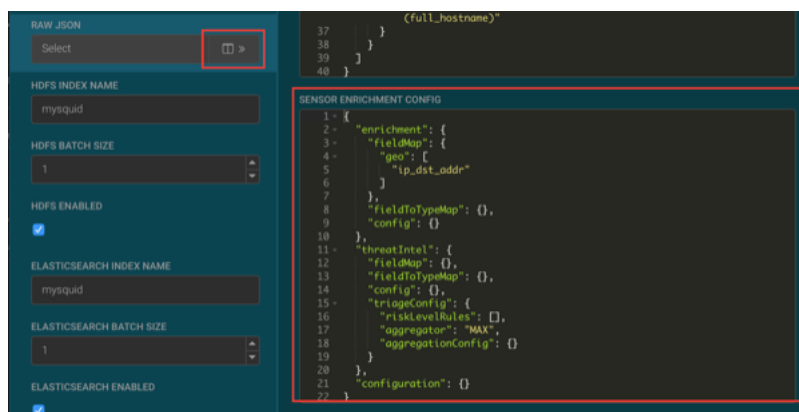 RAW JSON
Select
HDFS INDEX NAME
mysquid
HDFS BATCH SIZE
1
HDFS ENABLED
ELASTICSEARCH INDEX NAME
mysquid
ELASTICSEARCH BATCH SIZE
1
ELASTICSEARCH ENABLED
(full_hostname)"
37 }
38 }
39 ]
40 }
SENSOR ENRICHMENT CONFIG
1 - {
2 - "enrichment": {
3 - "fieldMap": {
4 - "geo": [
5 "ip_dst_addr"
6 ]
7 },
8 "fieldToTypeMap": {},
9 "config": {}
10 },
11 - "threatIntel": {
12 "fieldMap": {},
13 "fieldToTypeMap": {},
14 "config": {},
15 - "triageConfig": {
16 "riskLevelRules": [],
17 "aggregator": "MAX",
18 "aggregationConfig": {}
19 }
20 },
21 "configuration": {}
22 }